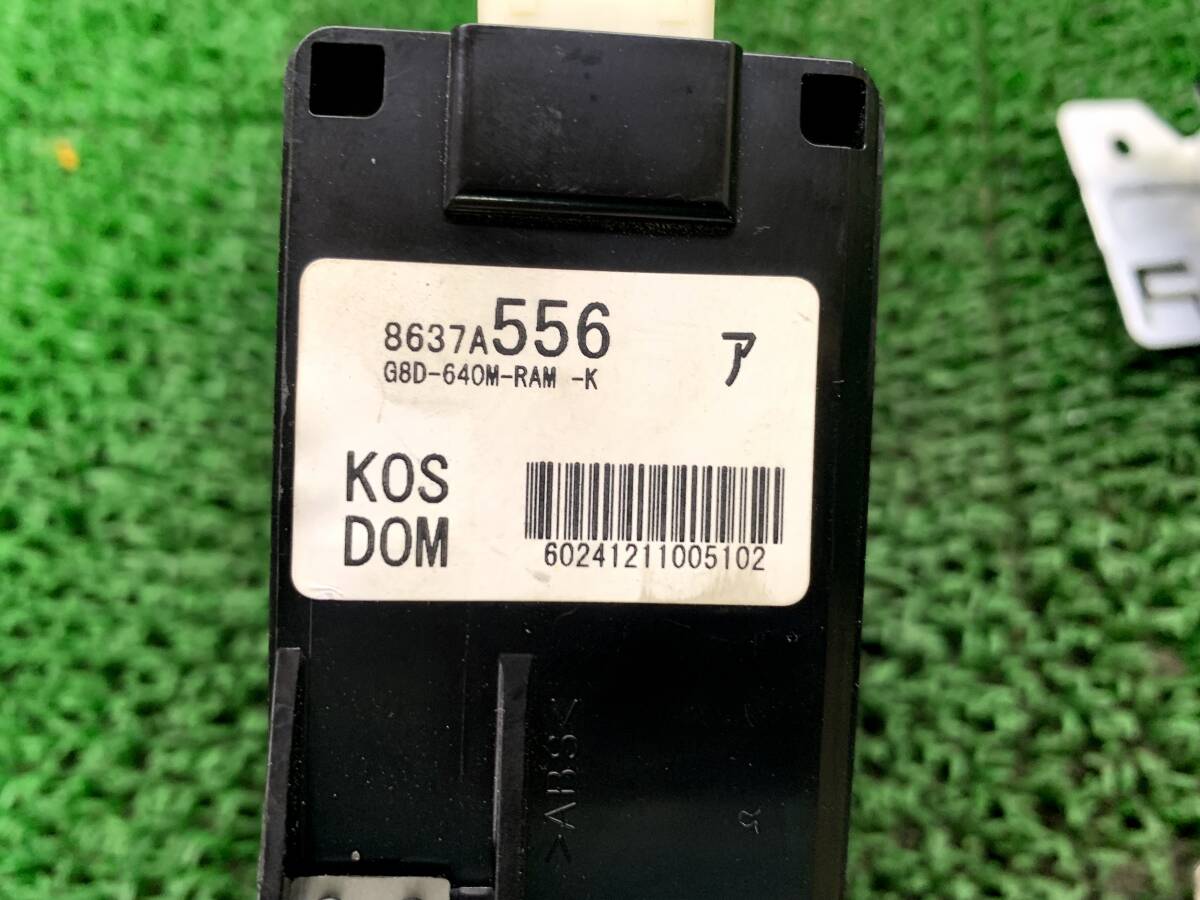 8637A556
ア
G8D-640M-RAM -K
KOS
DOM
60241211005102
>ABS<